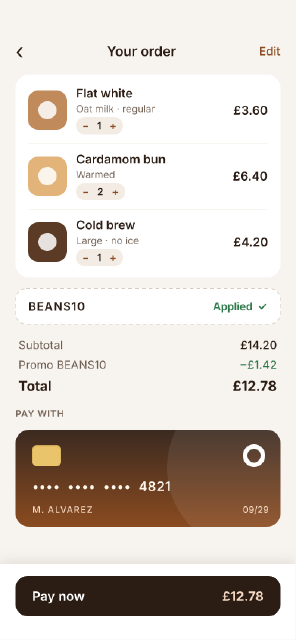 Your order
Edit
Flat white
Oat milk · regular
− 1 +
£3.60
Cardamom bun
Warmed
− 2 +
£6.40
Cold brew
Large · no ice
− 1 +
£4.20
BEANS10
Applied ✓
Subtotal £14.20
Promo BEANS10 −£1.42
Total £12.78
PAY WITH
•••• •••• •••• 4821
M. ALVAREZ 09/29
Pay now £12.78